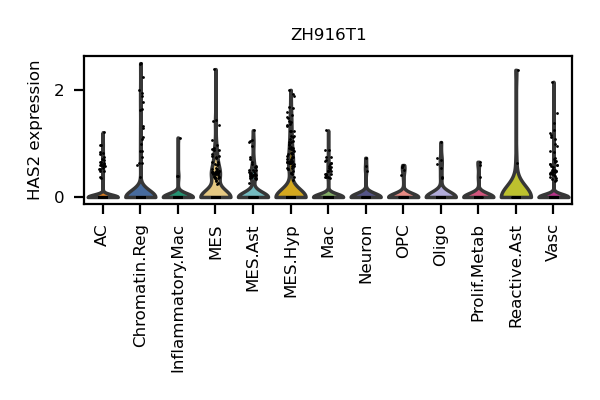 ZH916T1
HAS2 expression
2
0
AC
Chromatin.Reg
Inflammatory.Mac
MES
MES.Ast
MES.Hyp
Mac
Neuron
OPC
Oligo
Prolif.Metab
Reactive.Ast
Vasc